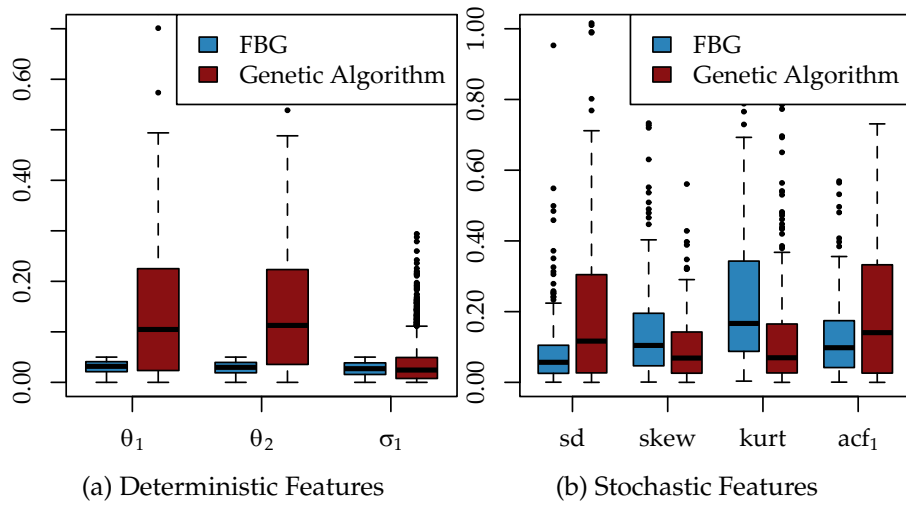 0.00 0.20 0.40 0.60
FBG
Genetic Algorithm
θ1 θ2 σ1
(a) Deterministic Features
0.00 0.20 0.40 0.60 0.80 1.00
FBG
Genetic Algorithm
sd skew kurt acf1
(b) Stochastic Features